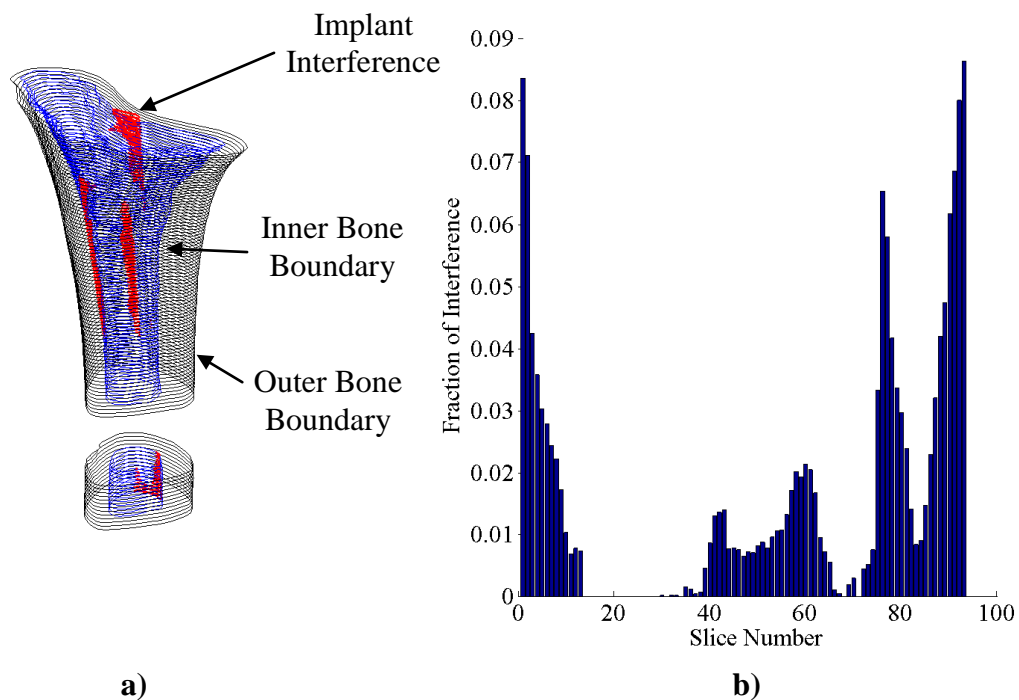 Implant
Interference
Inner Bone
Boundary
Outer Bone
Boundary
a)
0.09
0.08
0.07
0.06
0.05
0.04
0.03
0.02
0.01
0
Fraction of Interference
0 20 40 60 80 100
Slice Number
b)